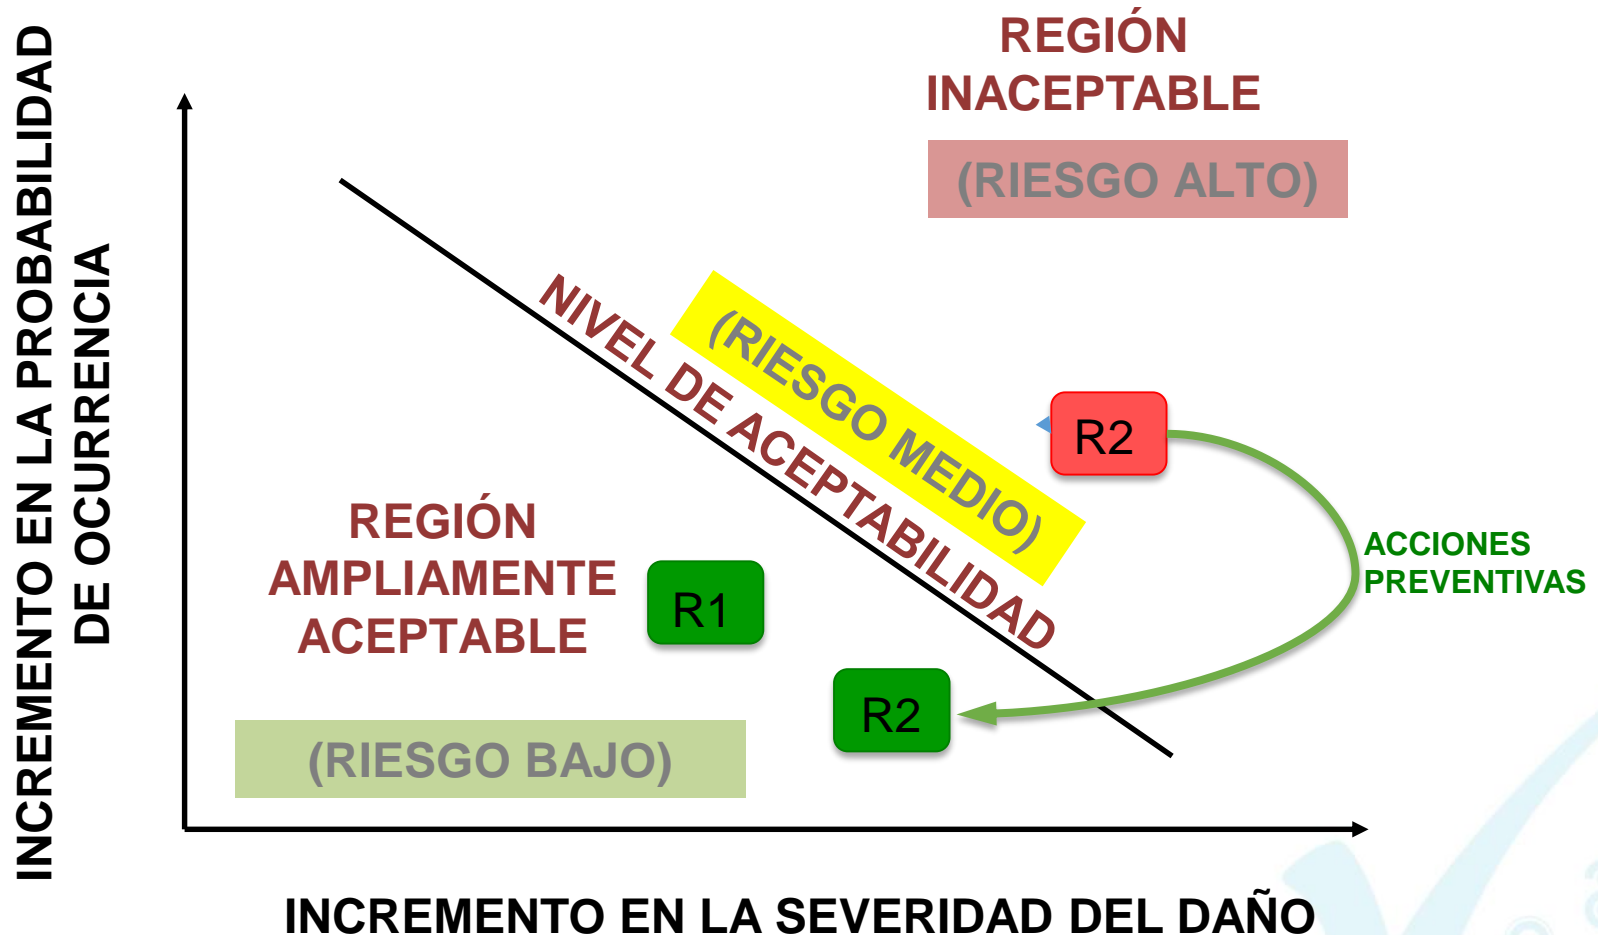 INCREMENTO EN LA PROBABILIDAD
DE OCURRENCIA
REGIÓN
INACEPTABLE
(RIESGO ALTO)
NIVEL DE ACEPTABILIDAD
(RIESGO MEDIO)
R2
ACCIONES
PREVENTIVAS
REGIÓN
AMPLIAMENTE
ACEPTABLE
R1
R2
(RIESGO BAJO)
INCREMENTO EN LA SEVERIDAD DEL DAÑO